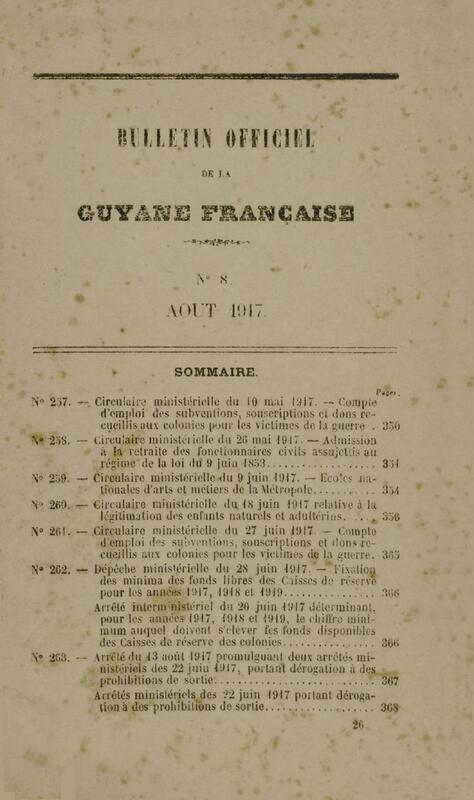 BULLETIN OFFICIEL
DE LA
GUYANE FRANÇAISE
N° 8.
AOUT 1917.
SOMMAIRE.
Pages.
N° 257. — Circulaire ministérielle du 10 mai 1917. — Compte
d'emploi des subventions, souscriptions et dons re-
cueillis aux colonies pour les victimes de la guerre . 350
N° 258. — Circulaire ministérielle du 26 mai 1917. — Admission
à la retraite des fonctionnaires civils assujettis au
régime de la loi du 9 juin 1853........................ 351
N° 259. — Circulaire ministérielle du 9 juin 1917. — Ecoles na-
tionales d'arts et métiers de la Métropole............ 354
N° 260. — Circulaire ministérielle du 18 juin 1917 relative à la
légitimation des enfants naturels et adultérins. ..... 356
N° 261. — Circulaire ministérielle du 27 juin 1917. — Compte
d'emploi des subventions, souscriptions et dons re-
cueillis aux colonies pour les victimes de la guerre. 365
N° 262. — Dépêche ministérielle du 28 juin 1917. — Fixation
des minima des fonds libres des Caisses de réserve
pour les années 1917, 1918 et 1919................... 366
Arrêté interministériel du 20 juin 1917 déterminant,
pour les années 1917, 1918 et 1919, le chiffre mini-
mum auquel doivent s'élever les fonds disponibles
des Caisses de réserve des colonies.................. 366
N° 263. — Arrêté du 13 août 1917 promulguant deux arrêtés mi-
nistériels des 22 juin 1917, portant dérogation à des
prohibitions de sortie............................... 367
Arrêtés ministériels des 22 juin 1917 portant déroga-
tion à des prohibitions de sortie.................... 368
26